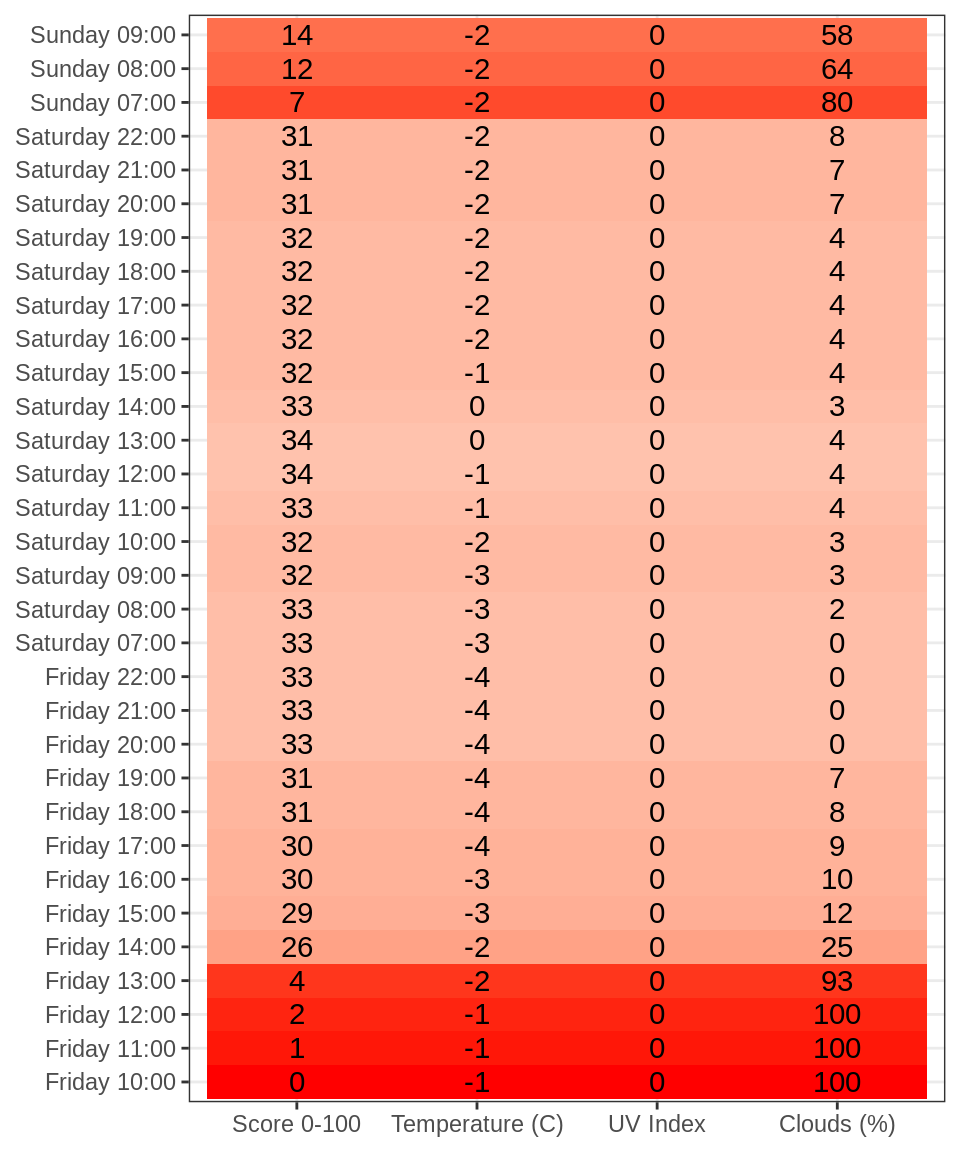 Sunday 09:00 14 -2 0 58
Sunday 08:00 12 -2 0 64
Sunday 07:00 7 -2 0 80
Saturday 22:00 31 -2 0 8
Saturday 21:00 31 -2 0 7
Saturday 20:00 31 -2 0 7
Saturday 19:00 32 -2 0 4
Saturday 18:00 32 -2 0 4
Saturday 17:00 32 -2 0 4
Saturday 16:00 32 -2 0 4
Saturday 15:00 32 -1 0 4
Saturday 14:00 33 0 0 3
Saturday 13:00 34 0 0 4
Saturday 12:00 34 -1 0 4
Saturday 11:00 33 -1 0 4
Saturday 10:00 32 -2 0 3
Saturday 09:00 32 -3 0 3
Saturday 08:00 33 -3 0 2
Saturday 07:00 33 -3 0 0
Friday 22:00 33 -4 0 0
Friday 21:00 33 -4 0 0
Friday 20:00 33 -4 0 0
Friday 19:00 31 -4 0 7
Friday 18:00 31 -4 0 8
Friday 17:00 30 -4 0 9
Friday 16:00 30 -3 0 10
Friday 15:00 29 -3 0 12
Friday 14:00 26 -2 0 25
Friday 13:00 4 -2 0 93
Friday 12:00 2 -1 0 100
Friday 11:00 1 -1 0 100
Friday 10:00 0 -1 0 100
Score 0-100 Temperature (C) UV Index Clouds (%)